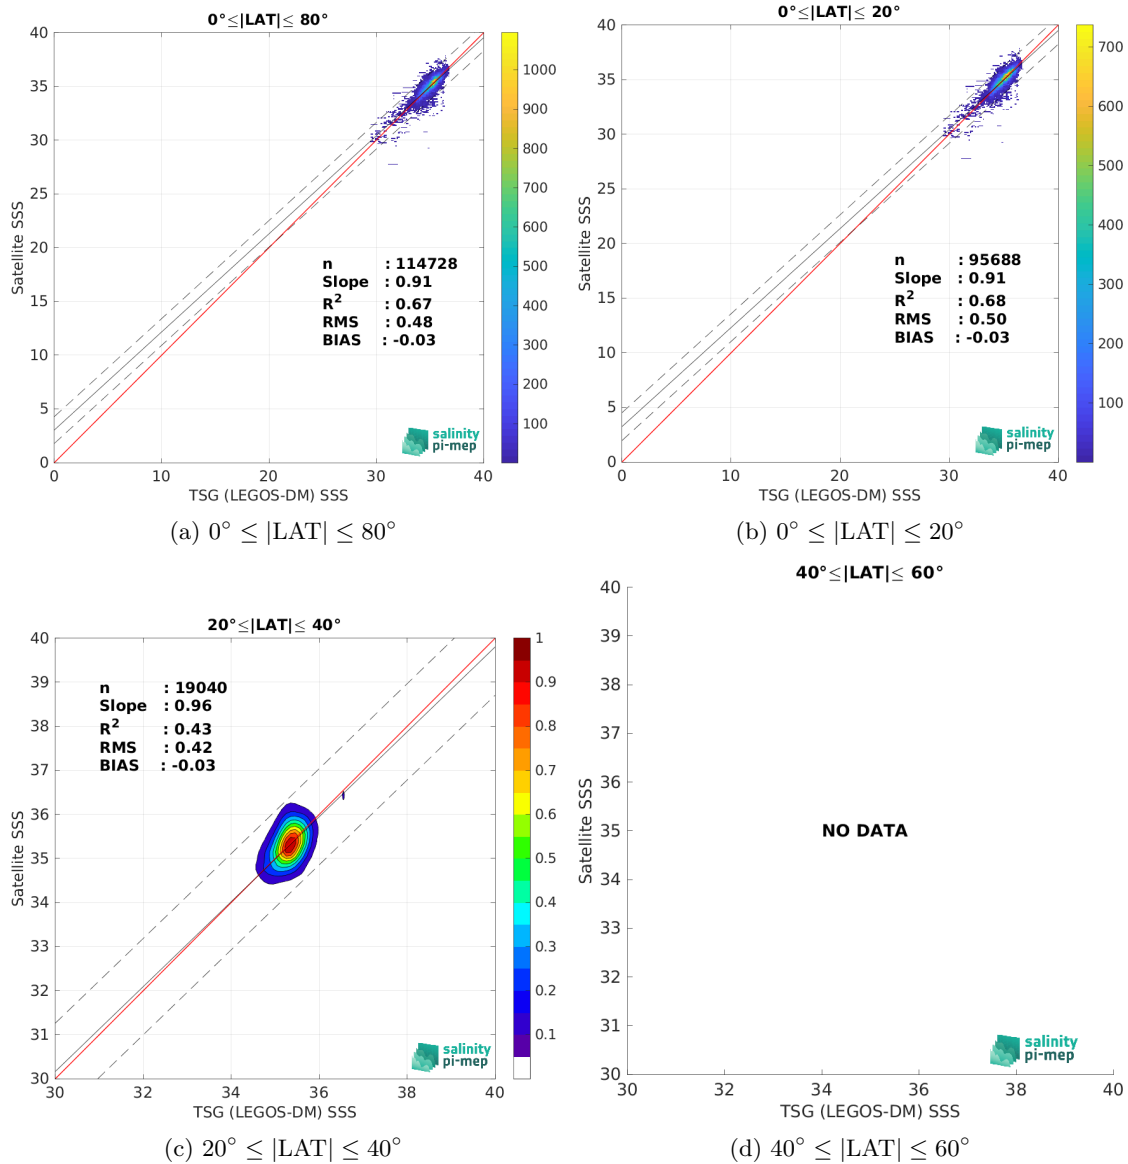 0°≤|LAT|≤ 80°
40
35
30
25
20
15
10
5
0
Satellite SSS
0
10
20
30
40
TSG (LEGOS-DM) SSS
n : 114728
Slope : 0.91
R² : 0.67
RMS : 0.48
BIAS : -0.03
salinity
pi-mep
1000
900
800
700
600
500
400
300
200
100
(a) 0° ≤ |LAT| ≤ 80°
0°≤|LAT|≤ 20°
40
35
30
25
20
15
10
5
0
Satellite SSS
0
10
20
30
40
TSG (LEGOS-DM) SSS
n : 95688
Slope : 0.91
R² : 0.68
RMS : 0.50
BIAS : -0.03
salinity
pi-mep
700
600
500
400
300
200
100
(b) 0° ≤ |LAT| ≤ 20°
20°≤|LAT|≤ 40°
40
39
38
37
36
35
34
33
32
31
30
Satellite SSS
30
32
34
36
38
40
TSG (LEGOS-DM) SSS
n : 19040
Slope : 0.96
R² : 0.43
RMS : 0.42
BIAS : -0.03
salinity
pi-mep
1
0.9
0.8
0.7
0.6
0.5
0.4
0.3
0.2
0.1
(c) 20° ≤ |LAT| ≤ 40°
40°≤|LAT|≤ 60°
40
39
38
37
36
35
34
33
32
31
30
Satellite SSS
30
32
34
36
38
40
TSG (LEGOS-DM) SSS
NO DATA
salinity
pi-mep
(d) 40° ≤ |LAT| ≤ 60°